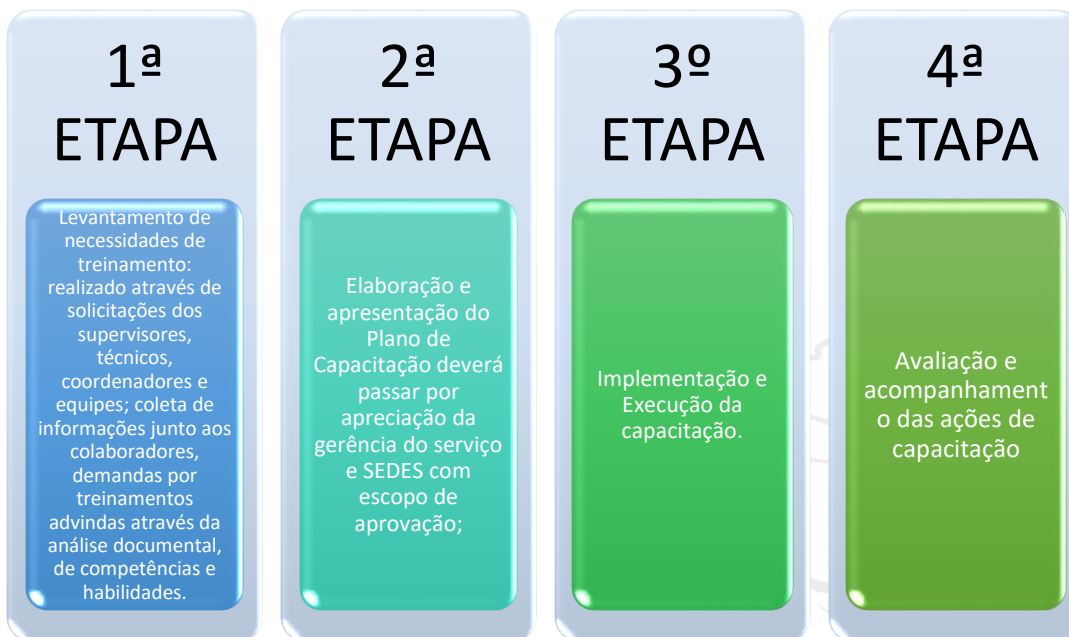 1ª
ETAPA
Levantamento de
necessidades de
treinamento:
realizado através de
solicitações dos
supervisores,
técnicos,
coordenadores e
equipes; coleta de
informações junto aos
colaboradores,
demandas por
treinamentos
advindas através da
análise documental,
de competências e
habilidades.
2ª
ETAPA
Elaboração e
apresentação do
Plano de
Capacitação deverá
passar por
apreciação da
gerência do serviço
e SEDES com
escopo de
aprovação;
3º
ETAPA
Implementação e
Execução da
capacitação.
4ª
ETAPA
Avaliação e
acompanhament
o das ações de
capacitação